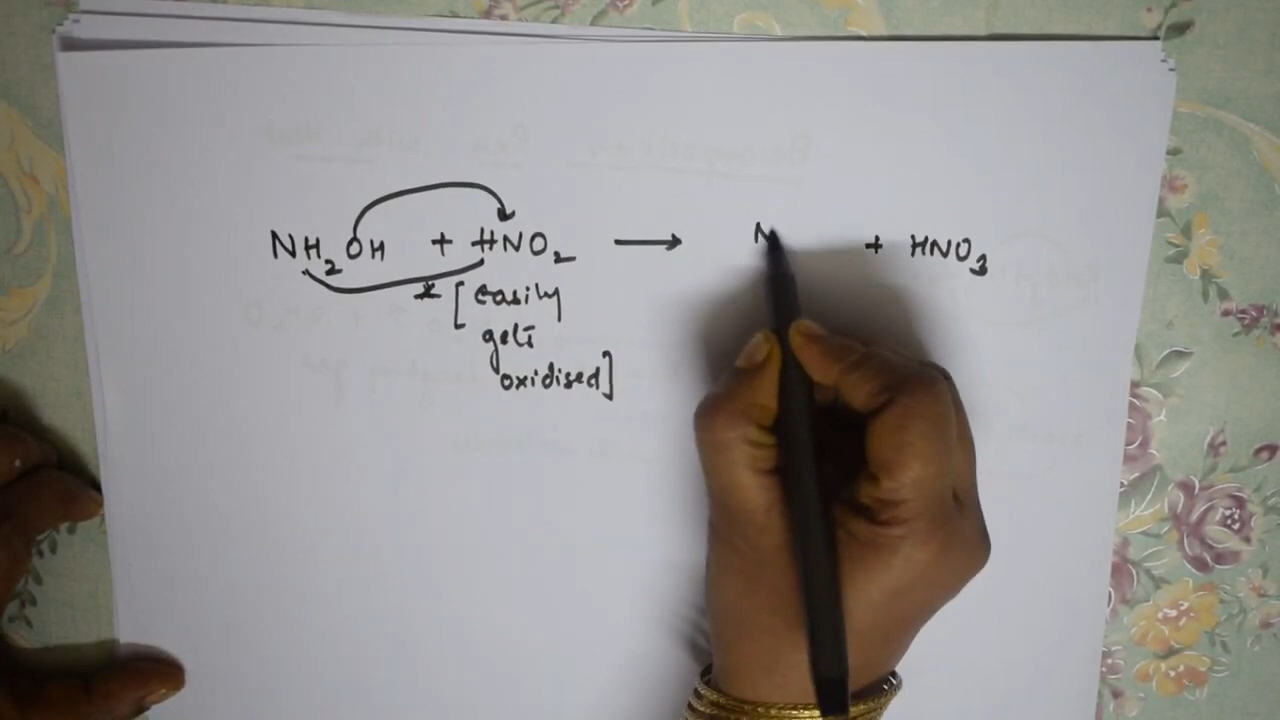 NH₂OH + HNO₂ ⟶ N + HNO₃
* [easily
gets
oxidised]